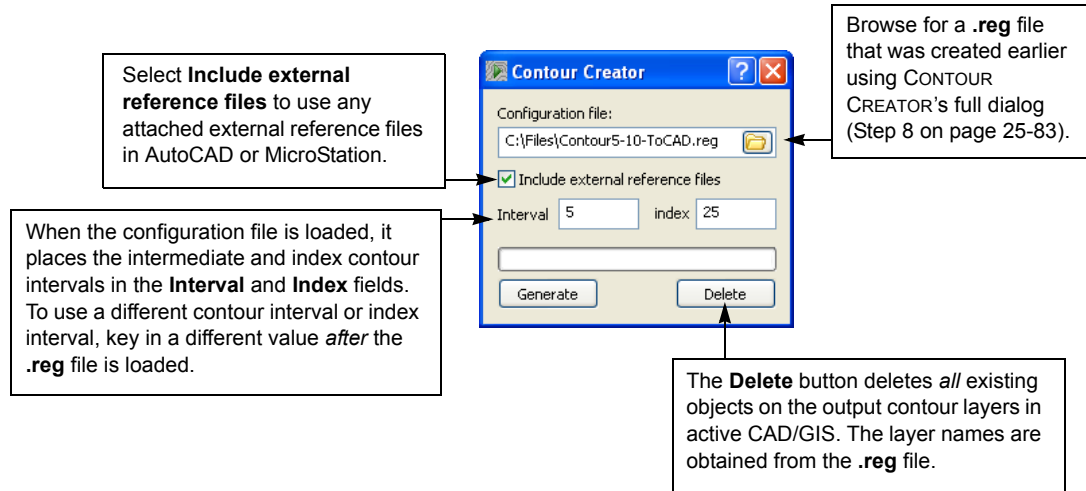 Browse for a .reg file
that was created earlier
using CONTOUR
CREATOR's full dialog
(Step 8 on page 25-83).
Select Include external
reference files to use any
attached external reference files
in AutoCAD or MicroStation.
Contour Creator
Configuration file:
C:\Files\Contour5-10-ToCAD.reg
Include external reference files
Interval 5 index 25
Generate Delete
When the configuration file is loaded, it
places the intermediate and index contour
intervals in the Interval and Index fields.
To use a different contour interval or index
interval, key in a different value after the
.reg file is loaded.
The Delete button deletes all existing
objects on the output contour layers in
active CAD/GIS. The layer names are
obtained from the .reg file.